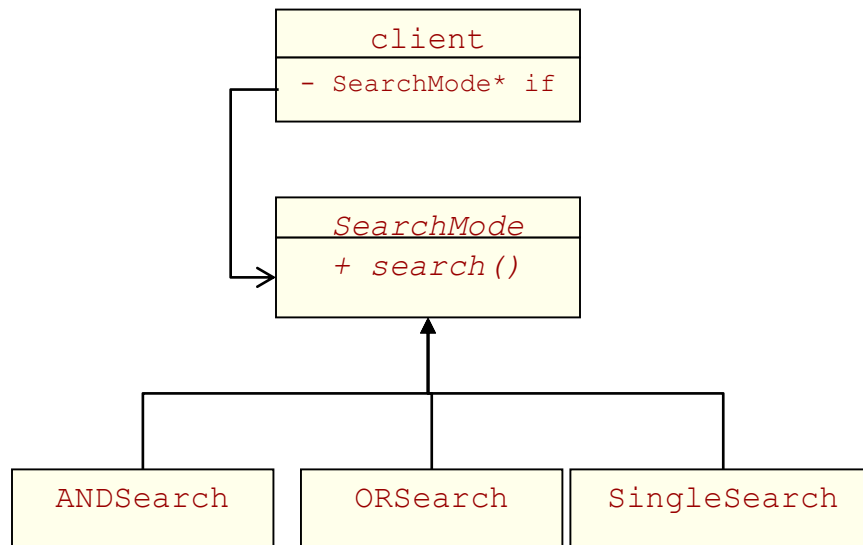 client
- SearchMode* if
SearchMode
+ search()
ANDSearch
ORSearch
SingleSearch